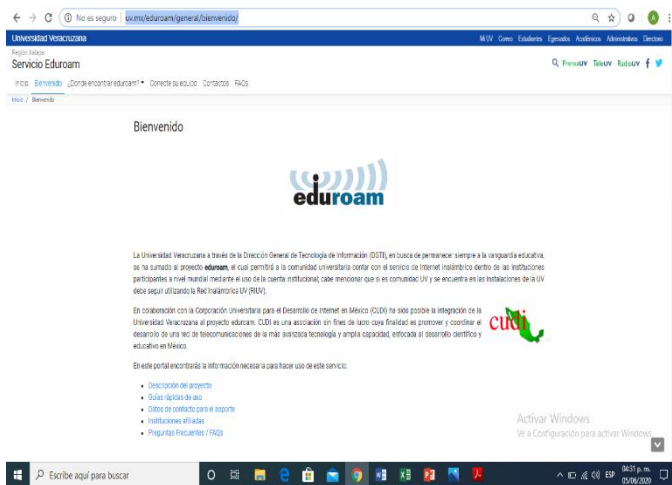 No es seguro | uv.mx/eduroam/general/bienvenido/
Universidad Veracruzana
Mi UV Correo Estudiantes Egresados Académicos Administrativos Directorio
Región Xalapa
Servicio Eduroam
PrensaUV TeleUV RadioUV
Inicio Bienvenido ¿Donde encontrar eduroam? Conecte su equipo Contactos FAQs
Inicio / Bienvenido
Bienvenido
eduroam
La Universidad Veracruzana a través de la Dirección General de Tecnología de Información (DGTI), en busca de permanecer siempre a la vanguardia educativa,
se ha sumado al proyecto eduroam, el cual permitirá a la comunidad universitaria contar con el servicio de Internet inalámbrico dentro de las instituciones
participantes a nivel mundial mediante el uso de la cuenta institucional; cabe mencionar que si es comunidad UV y se encuentra en las instalaciones de la UV
debe seguir utilizando la Red Inalámbrica UV (RIUV).
En colaboración con la Corporación Universitaria para el Desarrollo de Internet en México (CUDI) ha sido posible la integración de la
Universidad Veracruzana al proyecto eduroam. CUDI es una asociación sin fines de lucro cuya finalidad es promover y coordinar el
desarrollo de una red de telecomunicaciones de la más avanzada tecnología y amplia capacidad, enfocada al desarrollo científico y
educativo en México.
cudi
En este portal encontrarás la información necesaria para hacer uso de este servicio:
Descripción del proyecto
Guías rápidas de uso
Datos de contacto para el soporte
Instituciones afiliadas
Preguntas Frecuentes / FAQs
Activar Windows
Ve a Configuración para activar Windows.
Escribe aquí para buscar
ESP
04:31 p. m.
05/06/2020